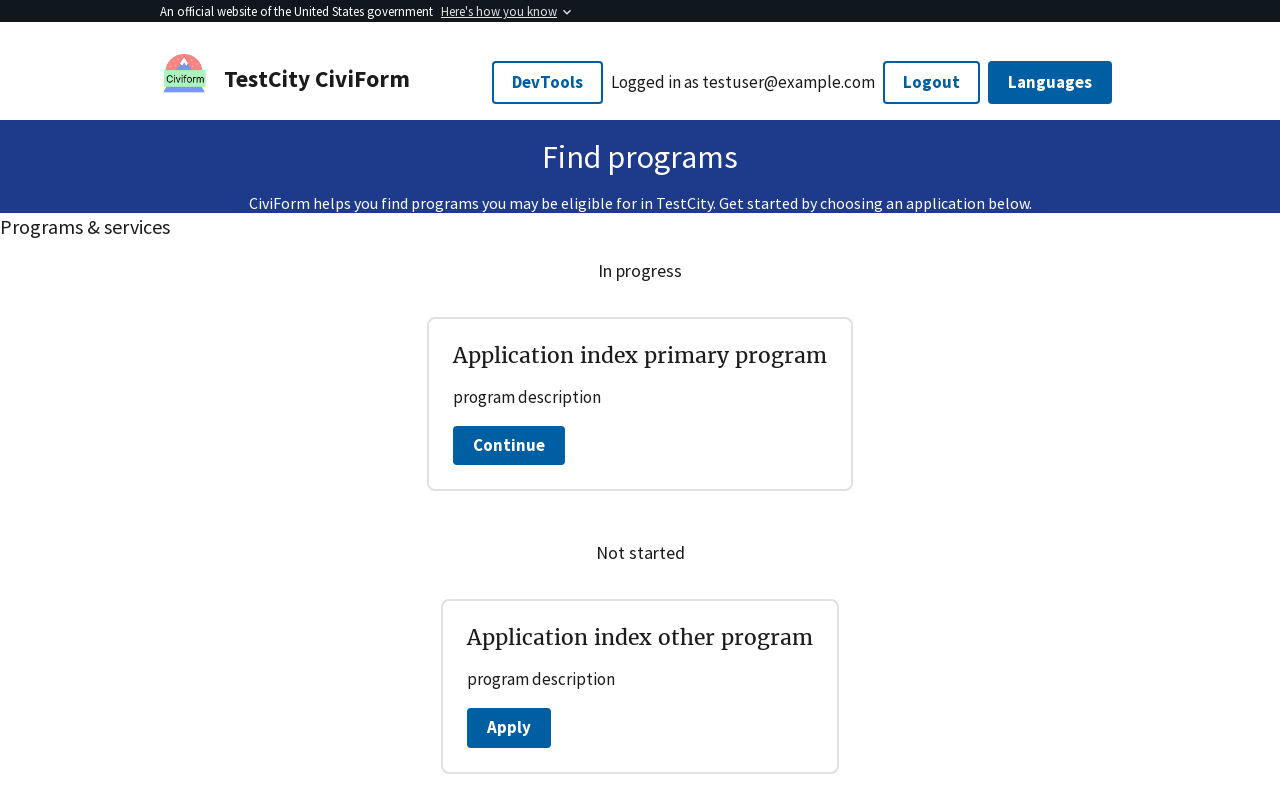 An official website of the United States government Here's how you know
Civiform
TestCity CiviForm
DevTools
Logged in as testuser@example.com
Logout
Languages
Find programs
CiviForm helps you find programs you may be eligible for in TestCity. Get started by choosing an application below.
Programs & services
In progress
Application index primary program
program description
Continue
Not started
Application index other program
program description
Apply